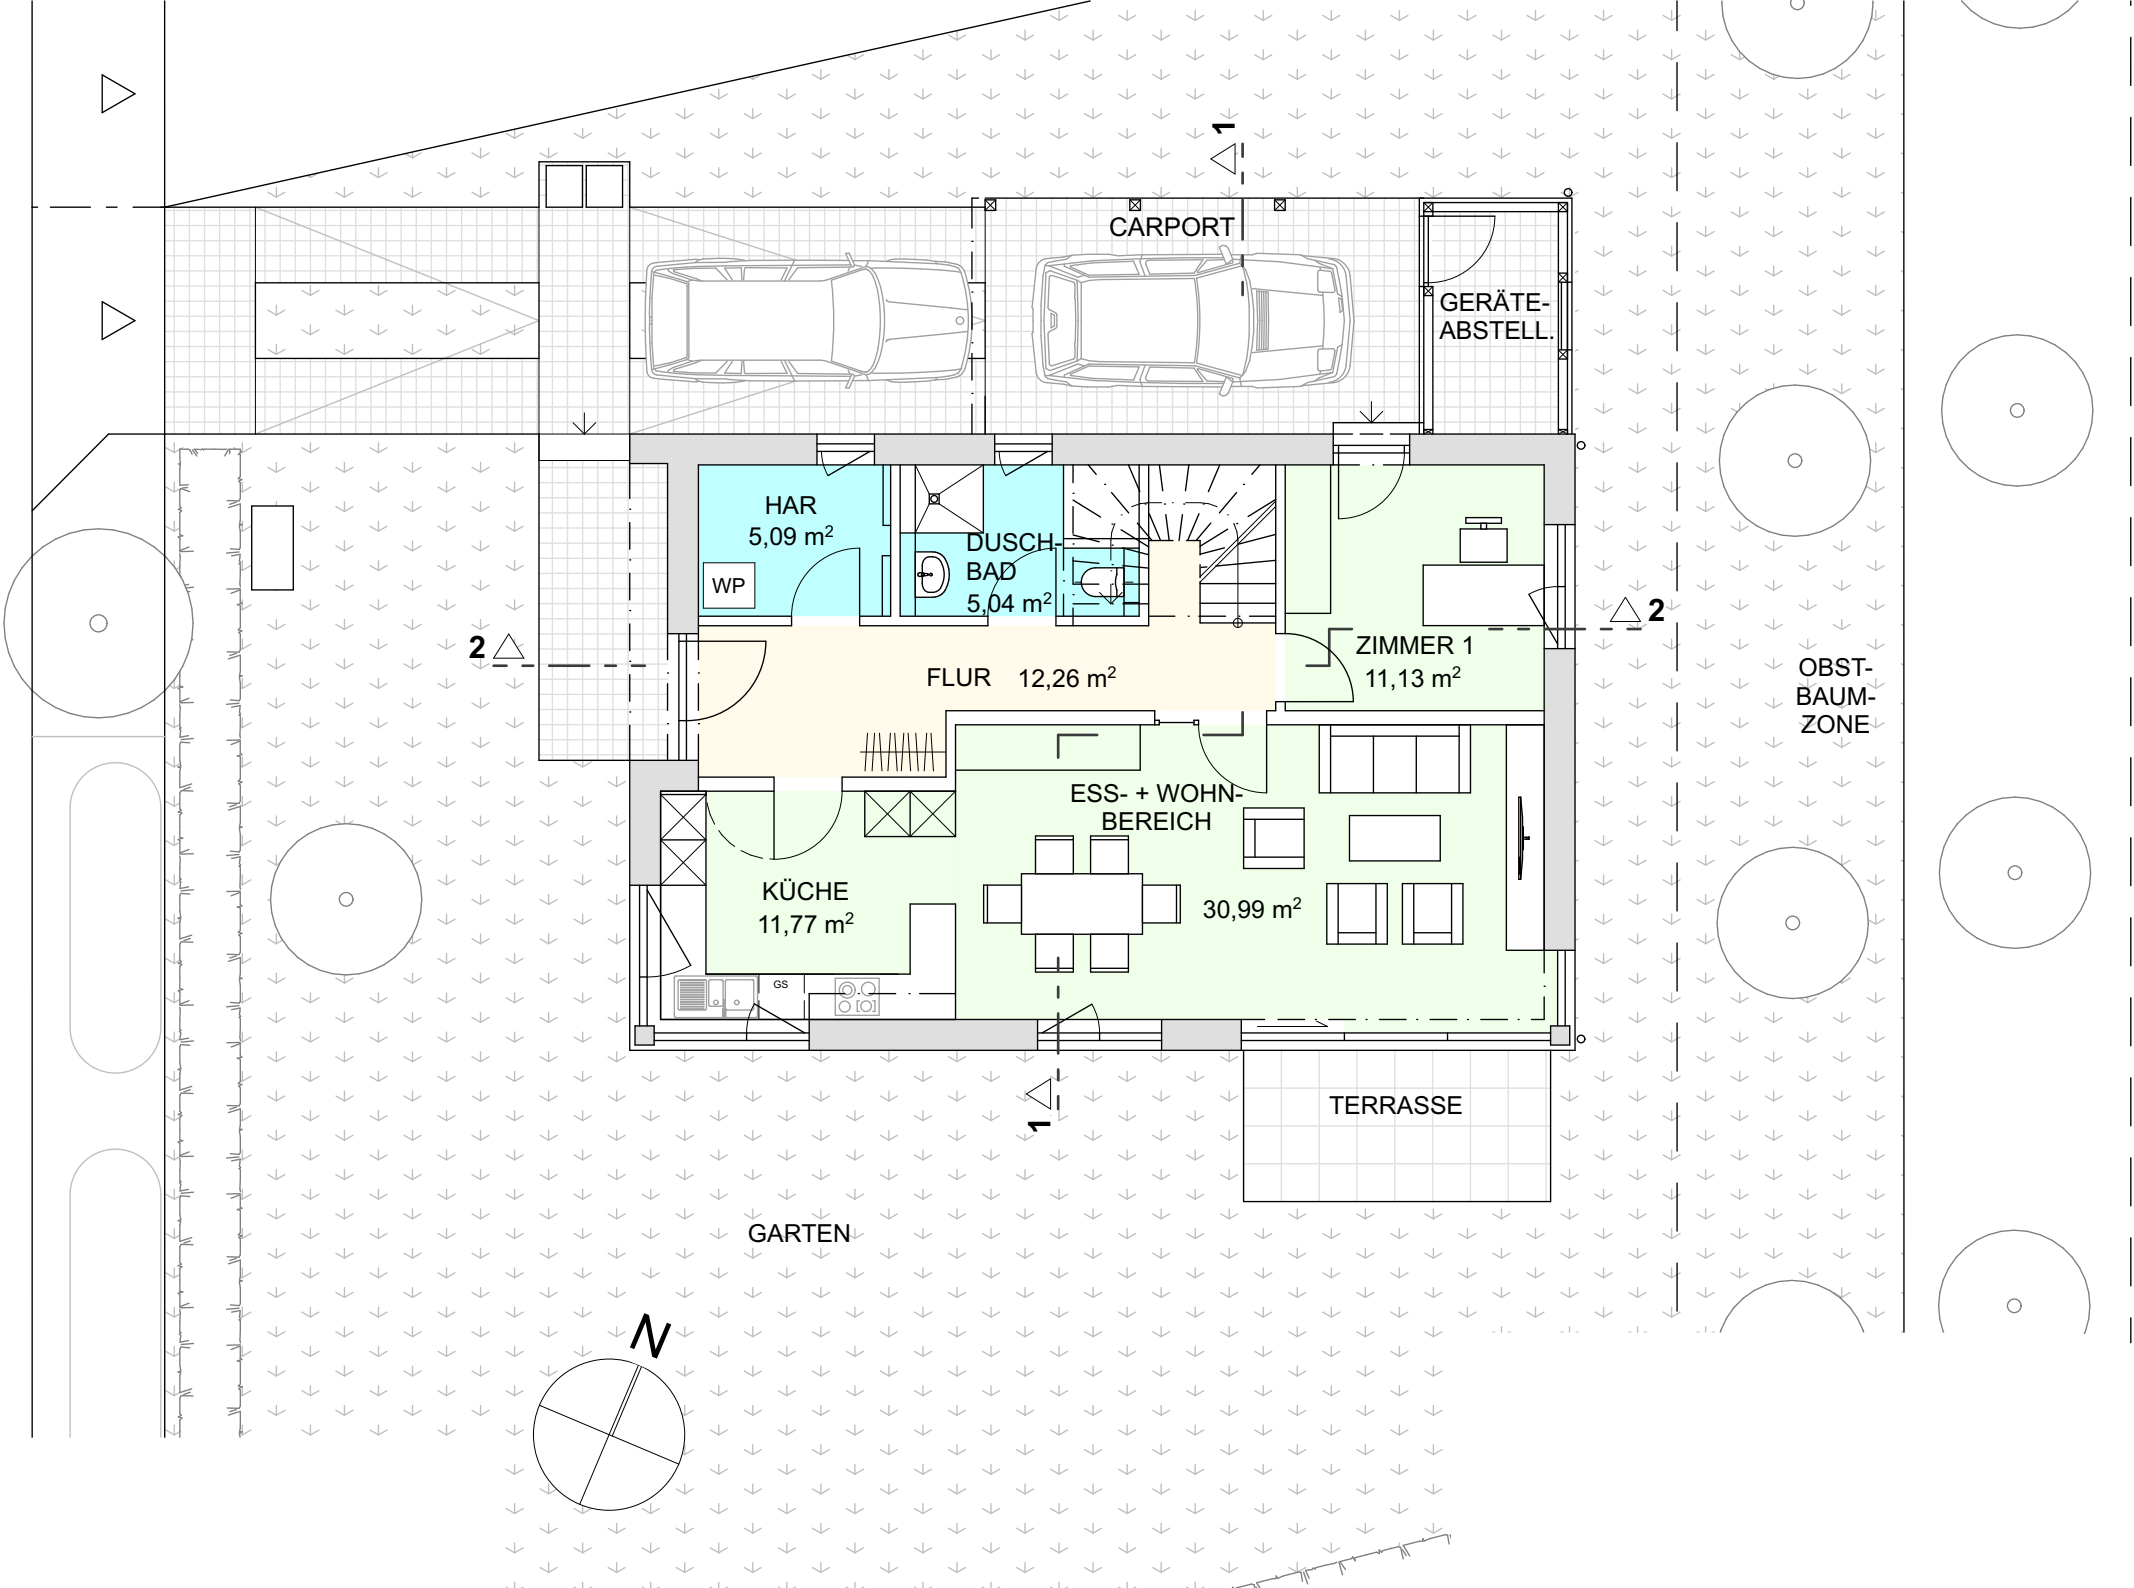 1
CARPORT
GERÄTE-
ABSTELL.
HAR
5,09 m²
WP
DUSCH-
BAD
5,04 m²
2
2
FLUR 12,26 m²
ZIMMER 1
11,13 m²
OBST-
BAUM-
ZONE
ESS- + WOHN-
BEREICH
30,99 m²
KÜCHE
11,77 m²
GS
1
TERRASSE
GARTEN
N